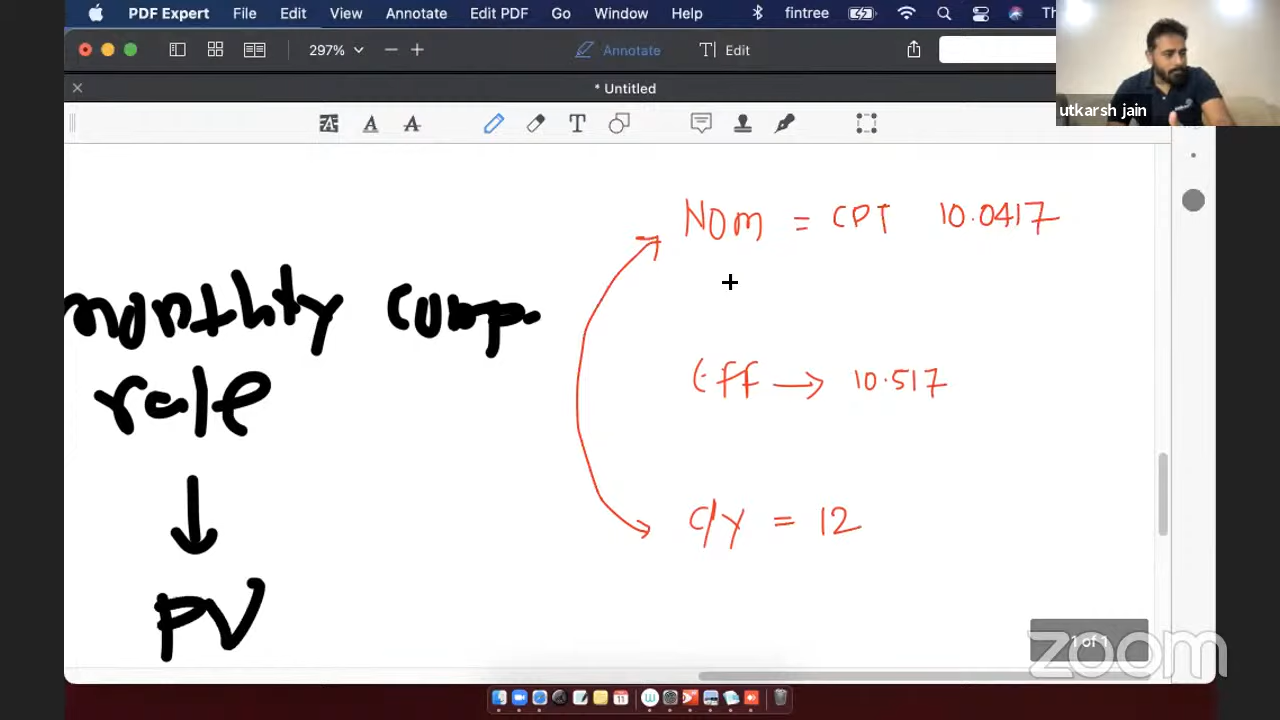 PDF Expert File Edit View Annotate Edit PDF Go Window Help fintree Th
297% Annotate Edit
* Untitled
utkarsh jain
NOM = CPT 10.0417
monthly comp.
rate
Eff → 10.517
↓
C/Y = 12
PV
1 of 1
zoom